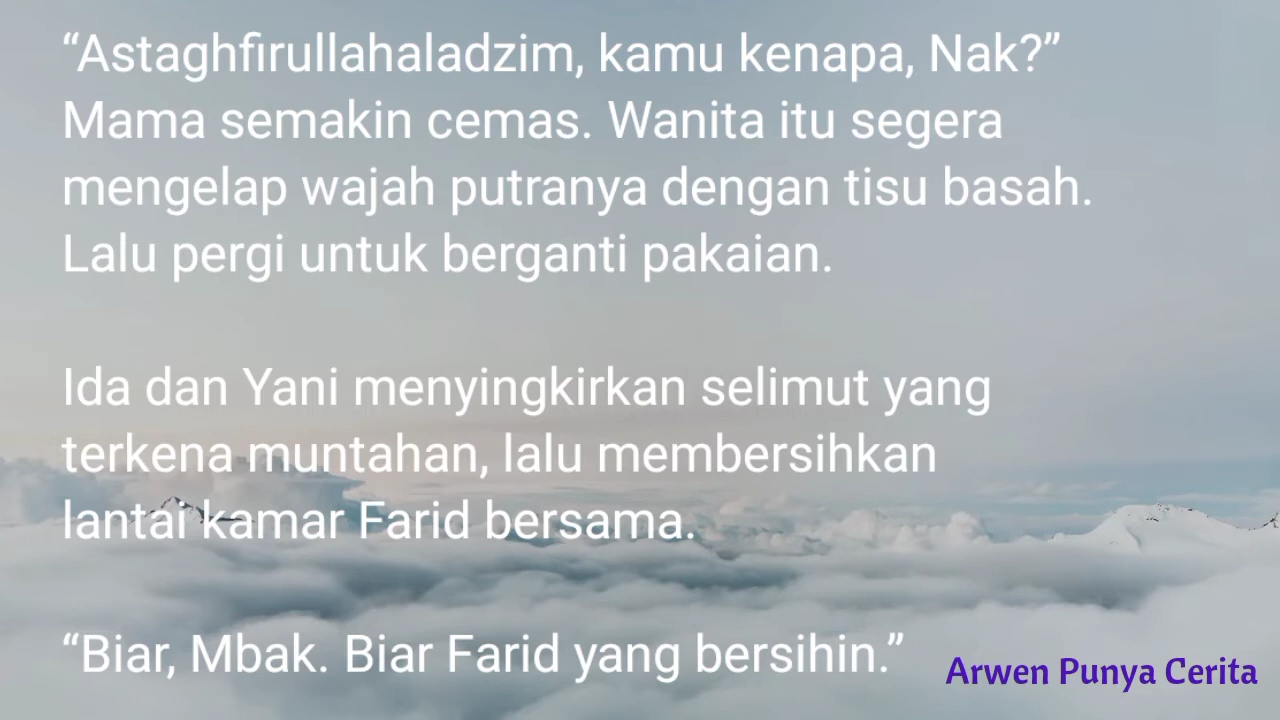 “Astaghfirullahaladzim, kamu kenapa, Nak?”
Mama semakin cemas. Wanita itu segera
mengelap wajah putranya dengan tisu basah.
Lalu pergi untuk berganti pakaian.
Ida dan Yani menyingkirkan selimut yang
terkena muntahan, lalu membersihkan
lantai kamar Farid bersama.
“Biar, Mbak. Biar Farid yang bersihin.”
Arwen Punya Cerita